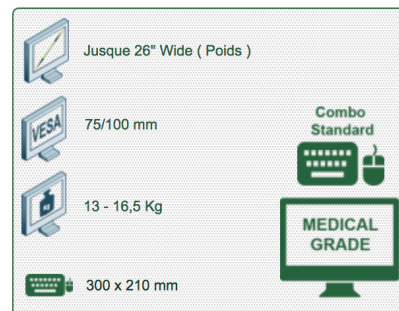 Jusque 26" Wide ( Poids )
VESA
75/100 mm
Combo
Standard
KG
13 - 16,5 Kg
MEDICAL
GRADE
300 x 210 mm